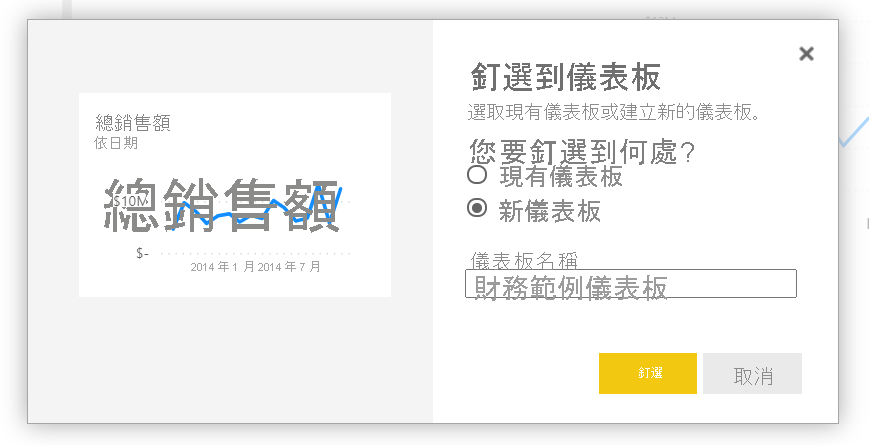 釘選到儀表板
選取現有儀表板或建立新的儀表板。
總銷售額
依日期
您要釘選到何處?
現有儀表板
總銷售額
$10M
新儀表板
$-
2014 年 1 月 2014 年 7 月
儀表板名稱
財務範例儀表板
釘選
取消